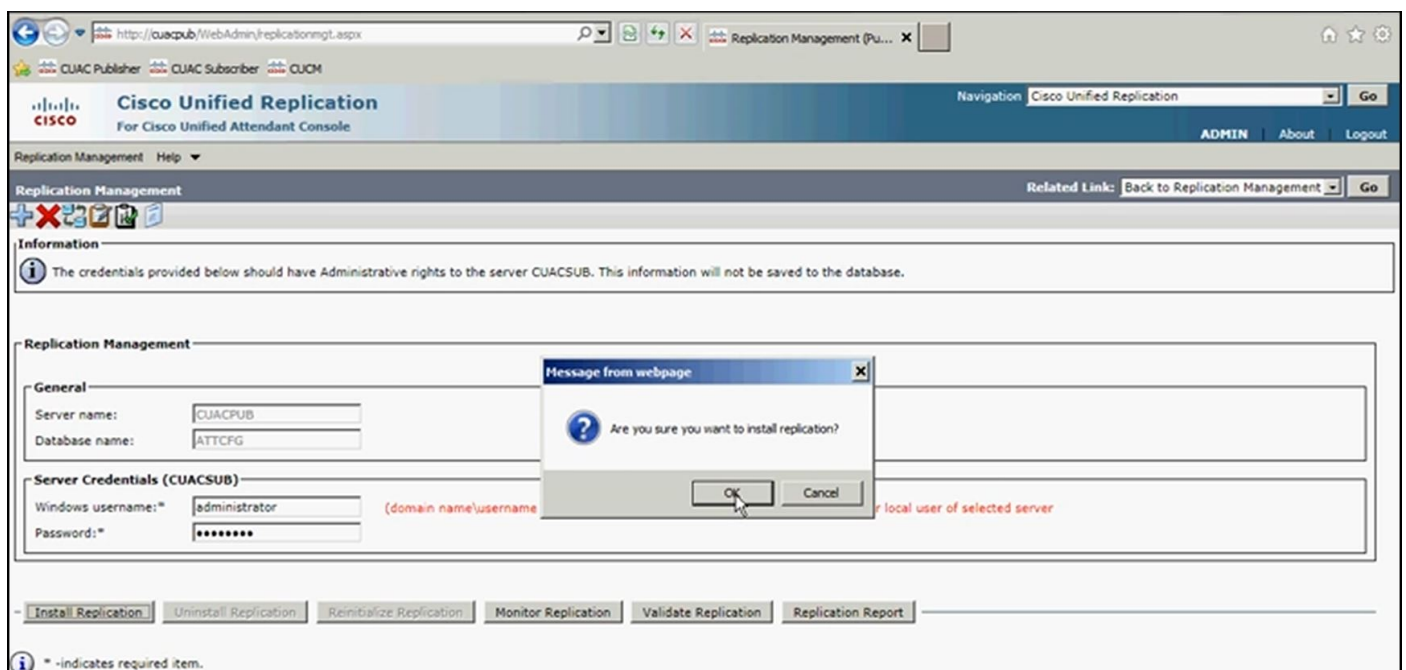 http://cuacpub/WebAdmin/replicationmgt.aspx
Replication Management (Pu...
CUAC Publisher CUAC Subscriber CUCM
CISCO
Cisco Unified Replication
For Cisco Unified Attendant Console
Navigation Cisco Unified Replication Go
ADMIN | About | Logout
Replication Management Help
Replication Management
Related Link: Back to Replication Management Go
Information
The credentials provided below should have Administrative rights to the server CUACSUB. This information will not be saved to the database.
Replication Management
General
Server name: CUACPUB
Database name: ATTCFG
Message from webpage
Are you sure you want to install replication?
OK Cancel
Server Credentials (CUACSUB)
Windows username:* administrator (domain name\username r local user of selected server
Password:* ••••••••
Install Replication Uninstall Replication Reinitialize Replication Monitor Replication Validate Replication Replication Report
* -indicates required item.